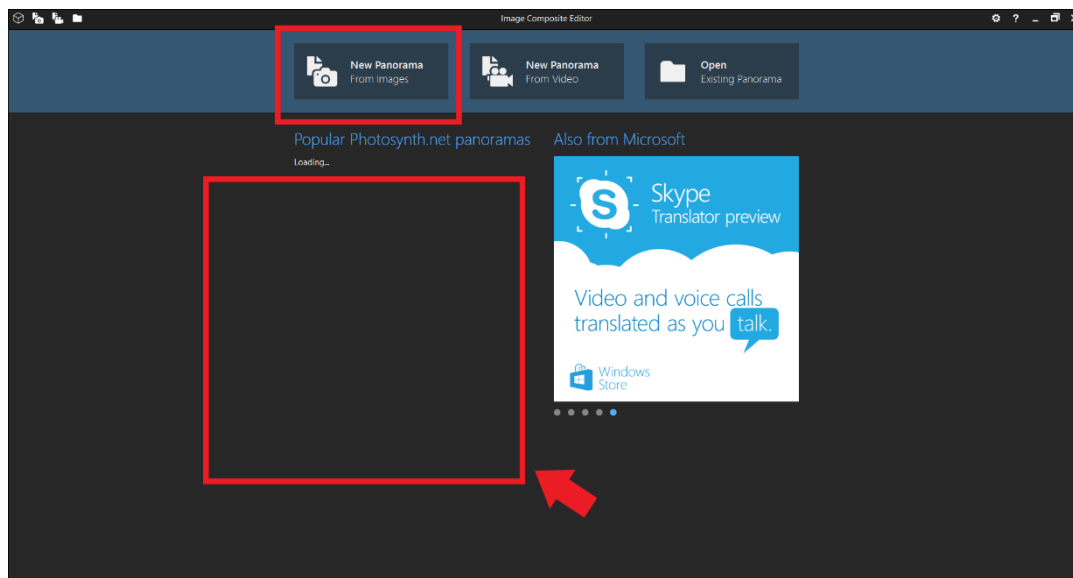 Image Composite Editor
New Panorama
From Images
New Panorama
From Video
Open
Existing Panorama
Popular Photosynth.net panoramas
Also from Microsoft
Loading...
S
Skype
Translator preview
Video and voice calls
translated as you talk.
Windows
Store